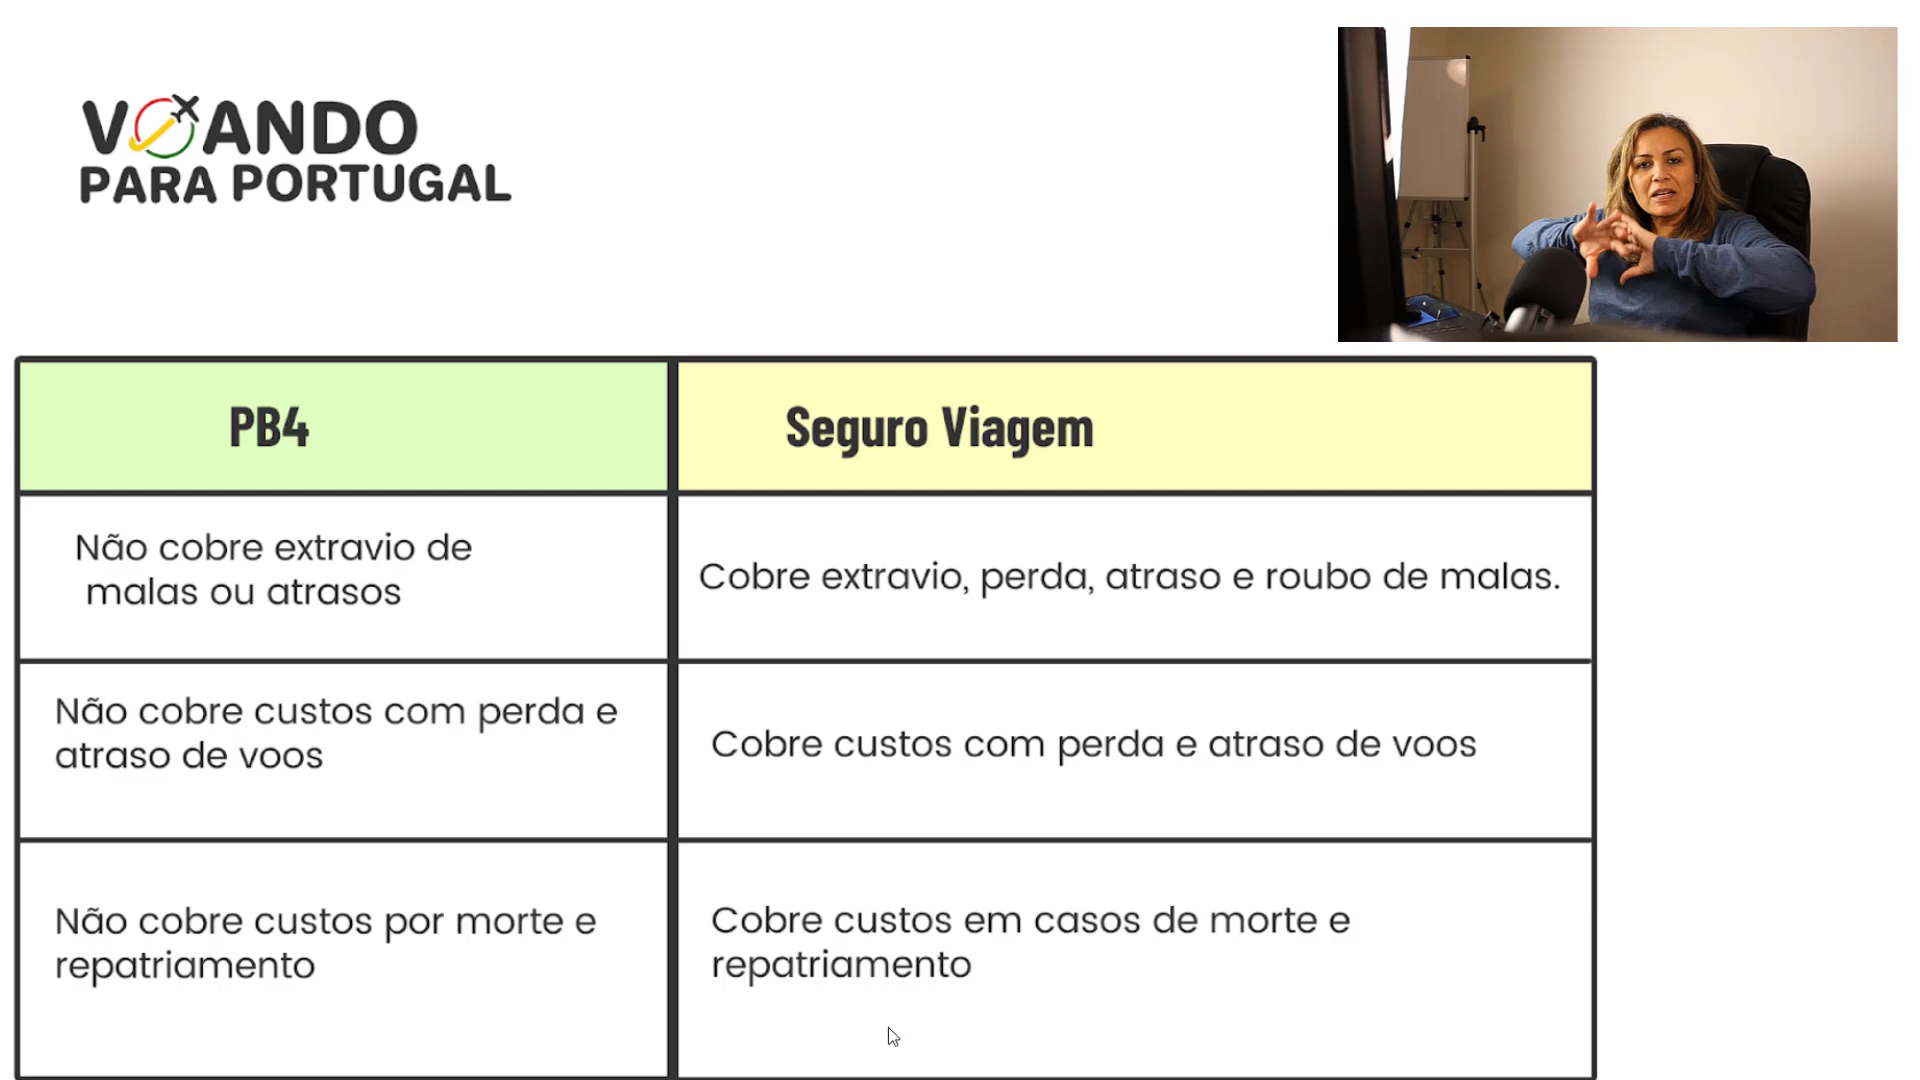 VOANDO
PARA PORTUGAL
PB4
Seguro Viagem
Não cobre extravio de
malas ou atrasos
Cobre extravio, perda, atraso e roubo de malas.
Não cobre custos com perda e
atraso de voos
Cobre custos com perda e atraso de voos
Não cobre custos por morte e
repatriamento
Cobre custos em casos de morte e
repatriamento